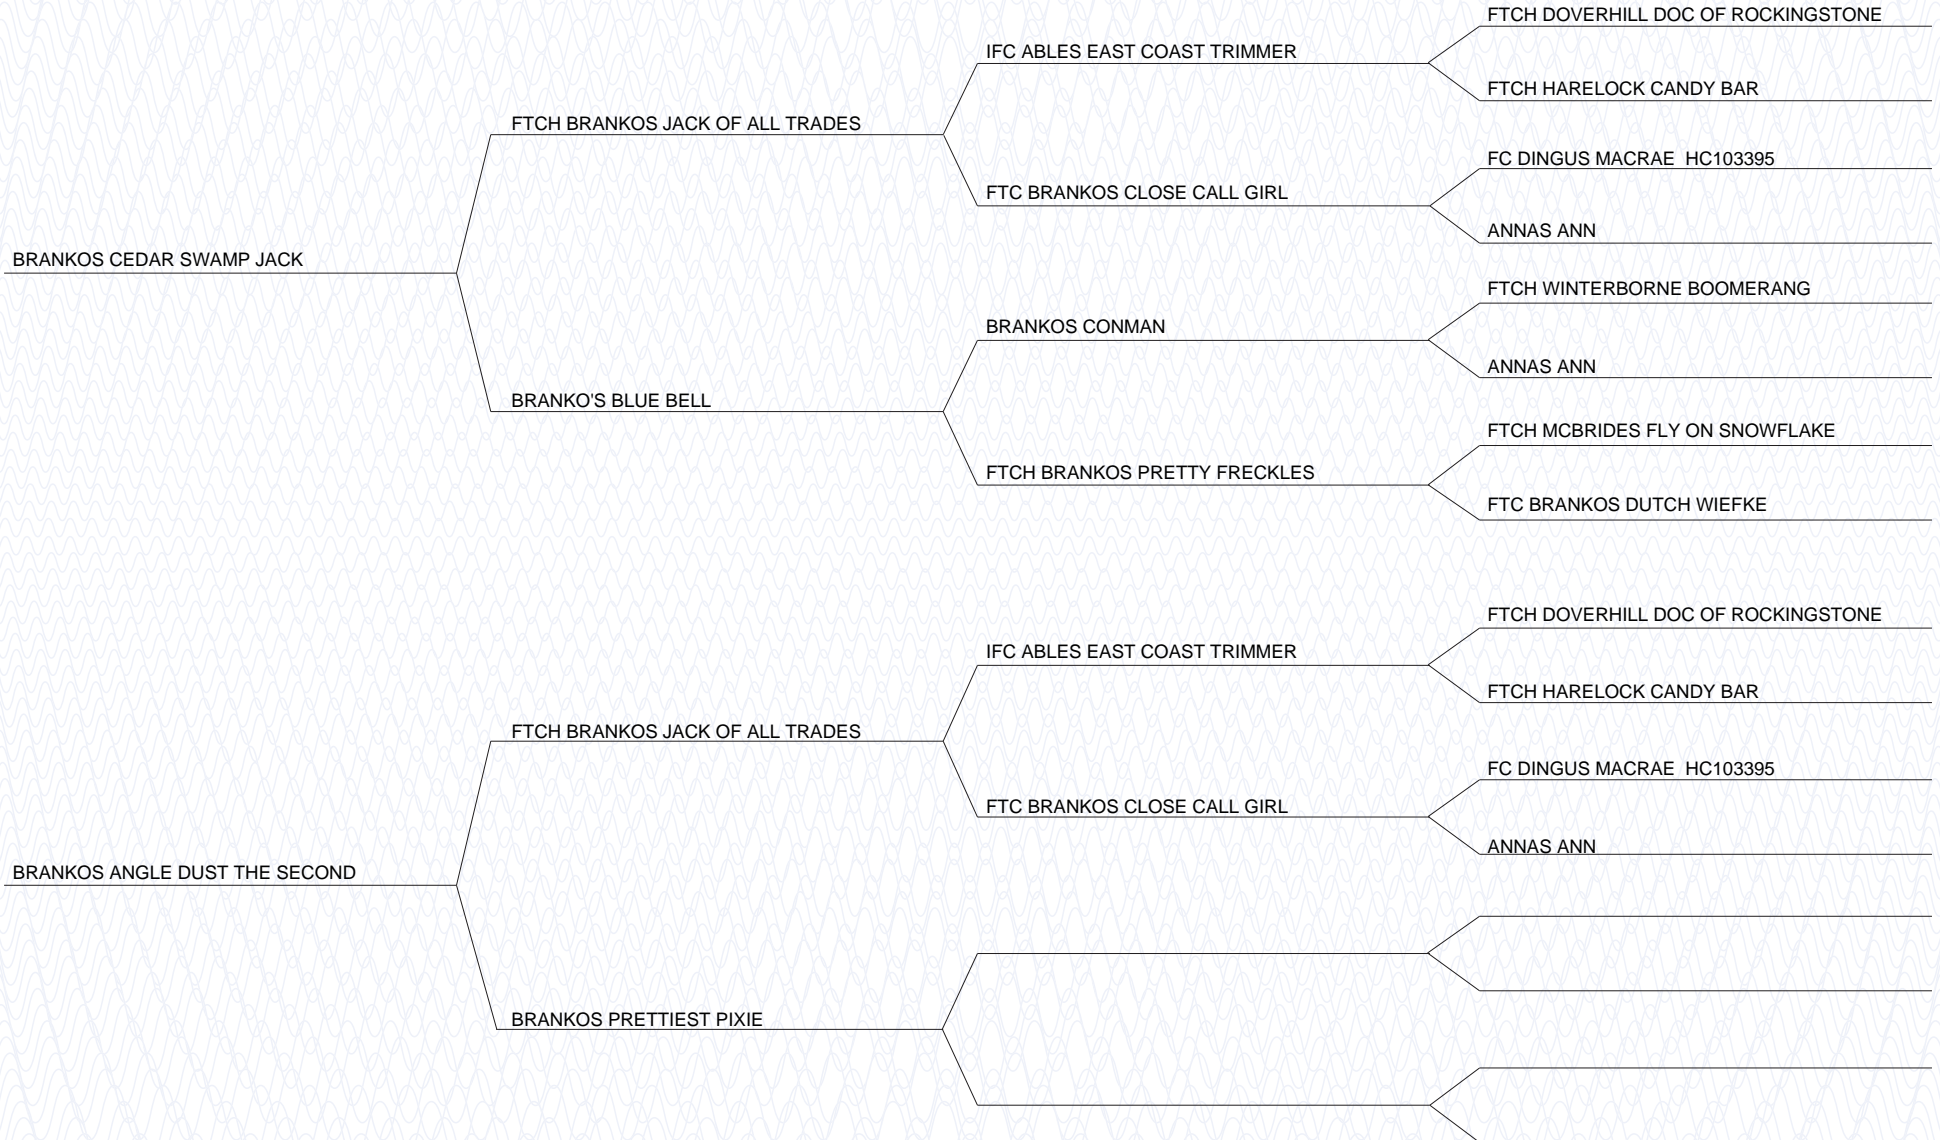 FTCH DOVERHILL DOC OF ROCKINGSTONE
IFC ABLES EAST COAST TRIMMER
FTCH HARELOCK CANDY BAR
FTCH BRANKOS JACK OF ALL TRADES
FC DINGUS MACRAE  HC103395
FTC BRANKOS CLOSE CALL GIRL
ANNAS ANN
BRANKOS CEDAR SWAMP JACK
FTCH WINTERBORNE BOOMERANG
BRANKOS CONMAN
ANNAS ANN
BRANKO'S BLUE BELL
FTCH MCBRIDES FLY ON SNOWFLAKE
FTCH BRANKOS PRETTY FRECKLES
FTC BRANKOS DUTCH WIEFKE
FTCH DOVERHILL DOC OF ROCKINGSTONE
IFC ABLES EAST COAST TRIMMER
FTCH HARELOCK CANDY BAR
FTCH BRANKOS JACK OF ALL TRADES
FC DINGUS MACRAE  HC103395
FTC BRANKOS CLOSE CALL GIRL
ANNAS ANN
BRANKOS ANGLE DUST THE SECOND
BRANKOS PRETTIEST PIXIE